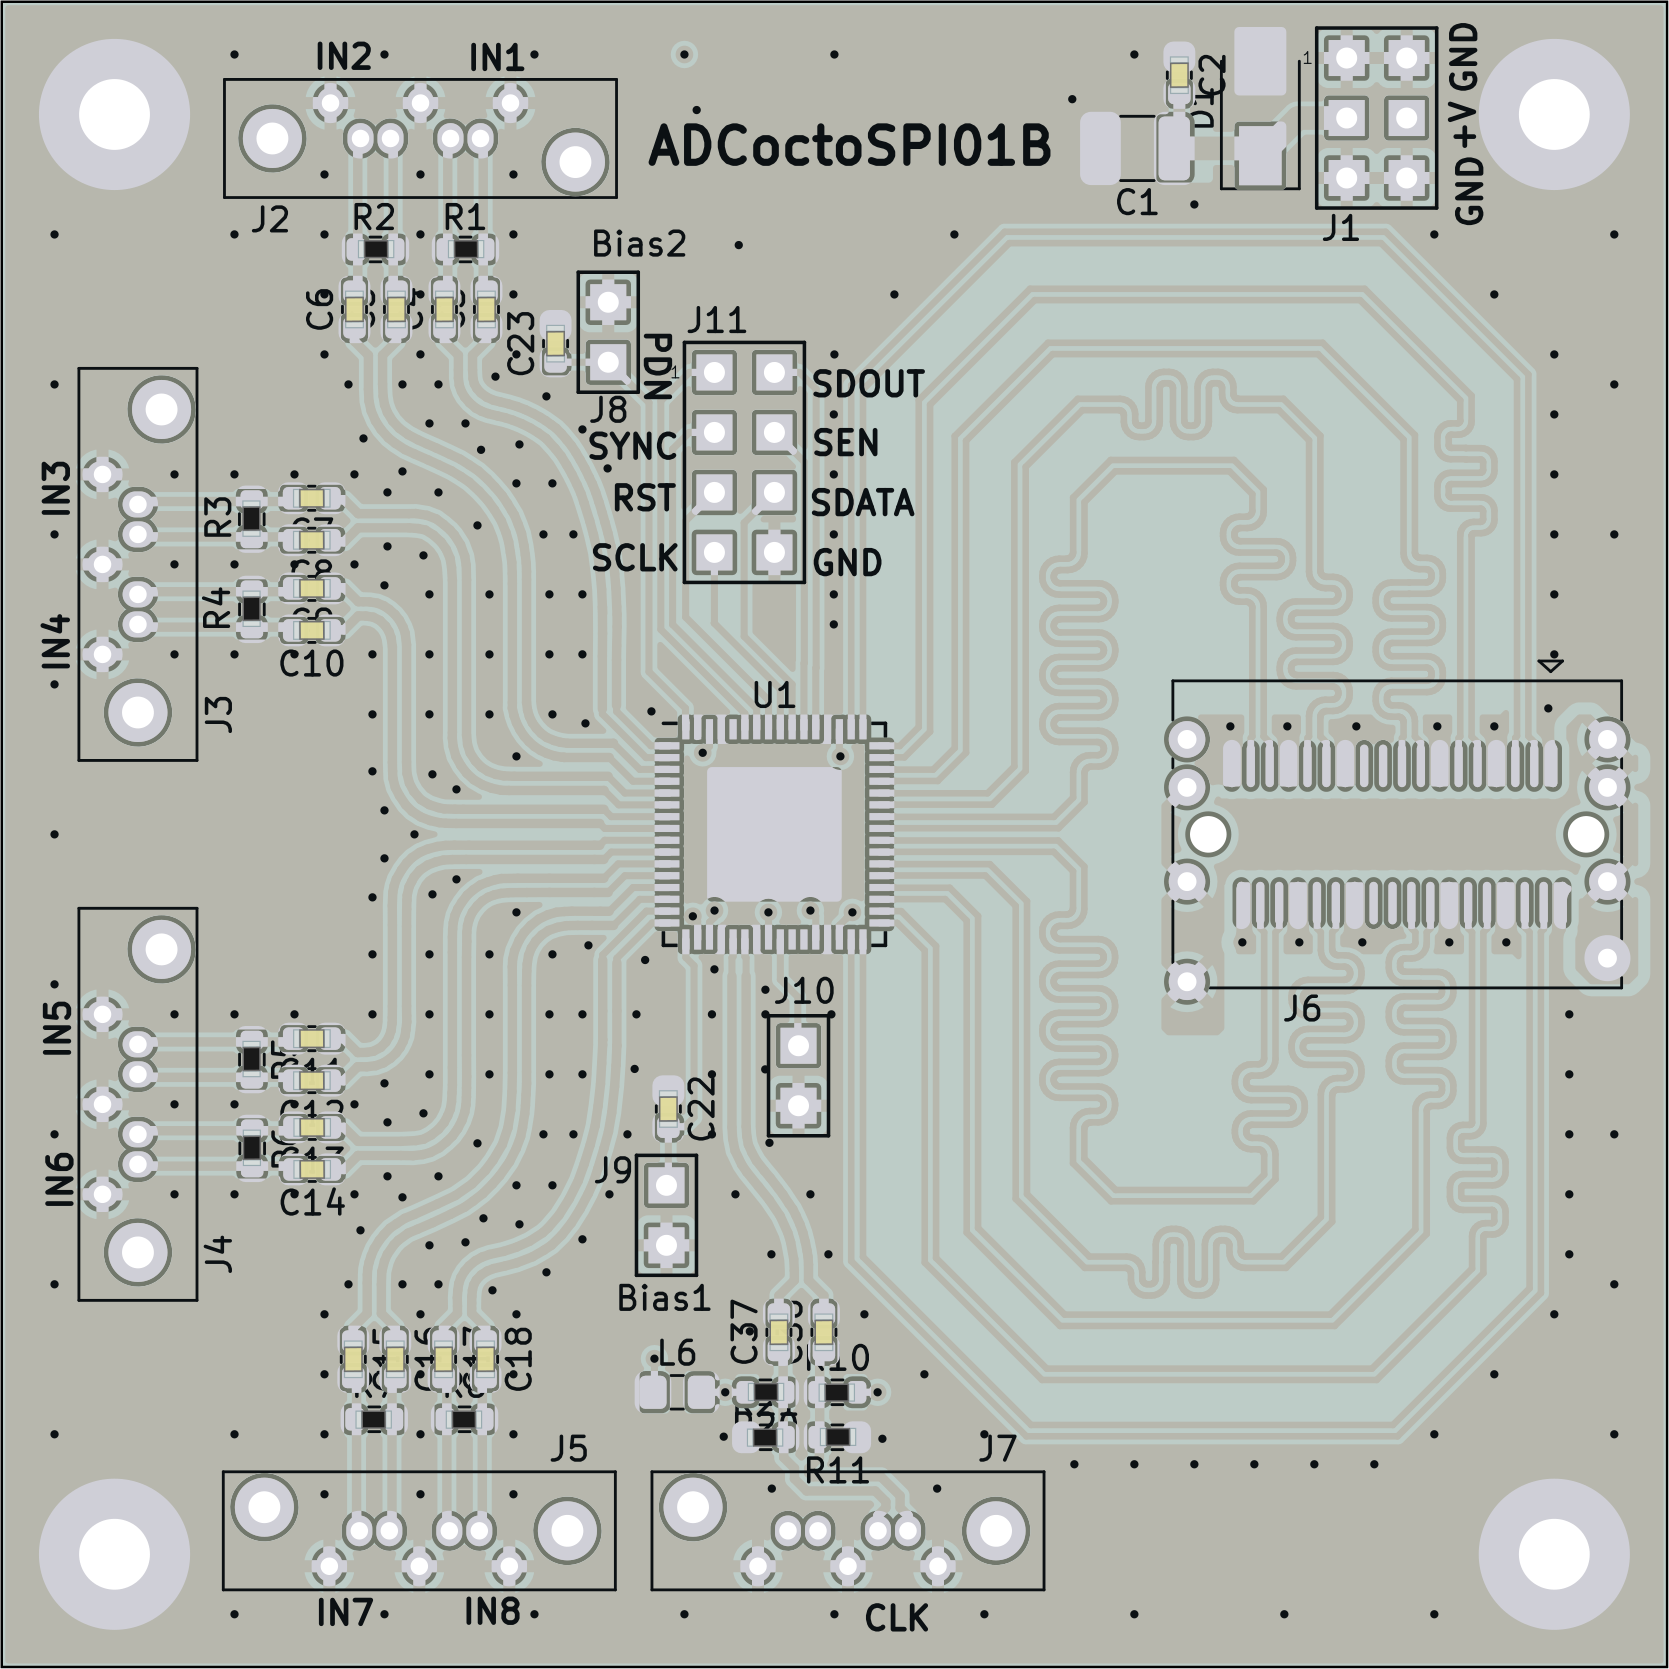 IN2 IN1
ADCoctoSPI01B
C2
D1
1
GND
+V
GND
C1
J1
J2
R2 R1
Bias2
C6
C23
J11
PDN
1
SDOUT
J8
SYNC
SEN
RST
SDATA
SCLK
GND
IN3
R3
IN4
R4
C10
J3
U1
J10
J6
IN5
IN6
C14
J4
C22
J9
Bias1
C37
L6
C18
R11
J5
J7
IN7
IN8
CLK